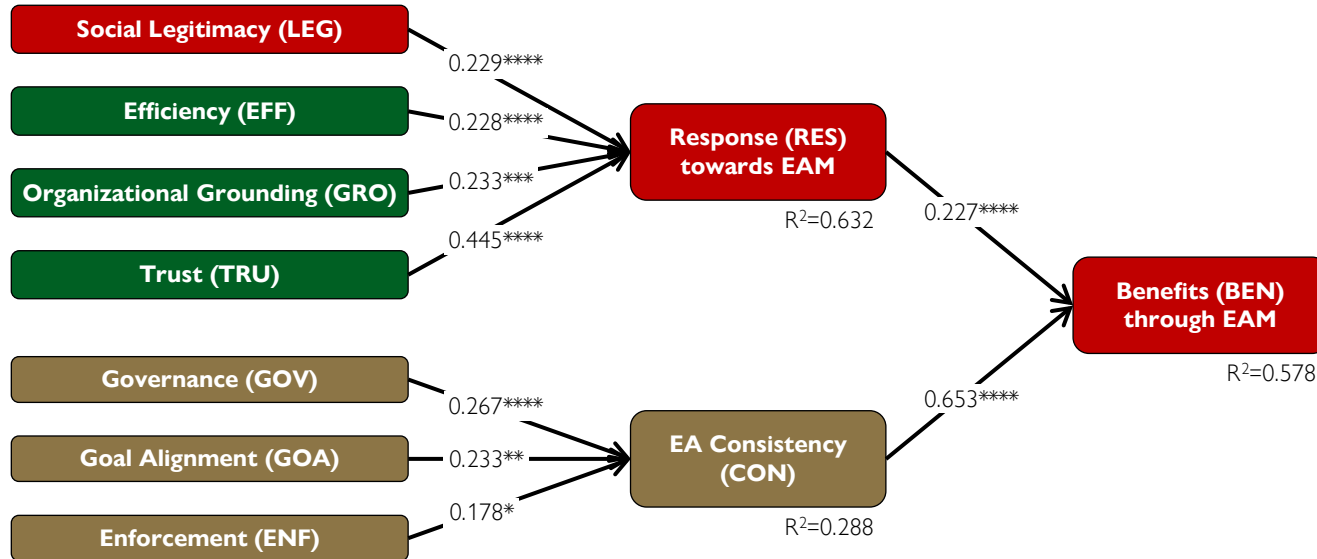 Social Legitimacy (LEG)
0.229****
Efficiency (EFF)
0.228****
Organizational Grounding (GRO)
0.233***
Trust (TRU)
0.445****
Response (RES)
towards EAM
R²=0.632
0.227****
Governance (GOV)
0.267****
Goal Alignment (GOA)
0.233**
Enforcement (ENF)
0.178*
EA Consistency
(CON)
R²=0.288
0.653****
Benefits (BEN)
through EAM
R²=0.578